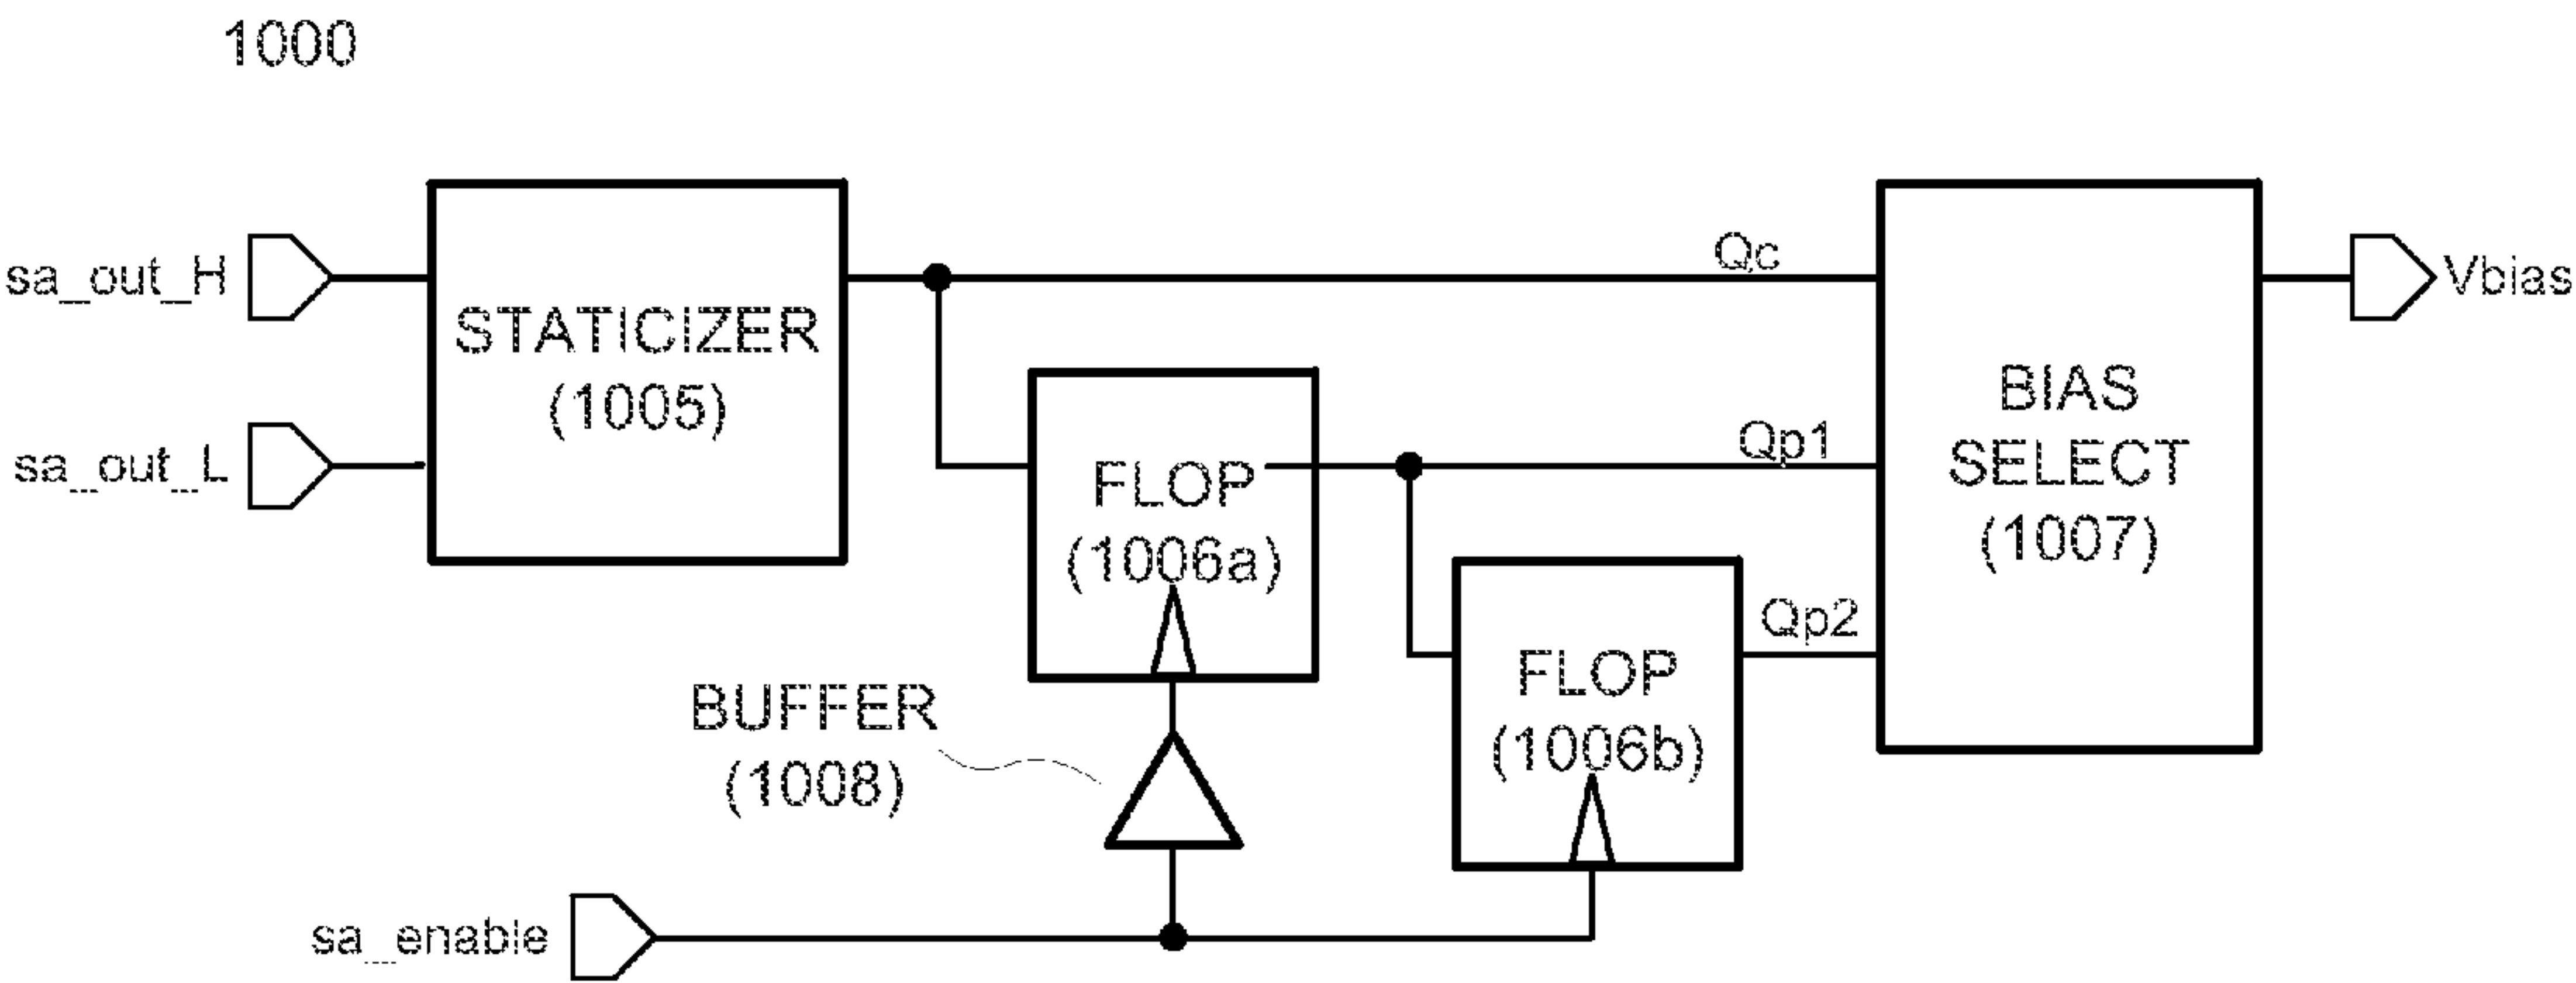 1000
sa_out_H
sa_out_L
STATICIZER
(1005)
Qc
Vbias
BIAS
SELECT
(1007)
Qp1
FLOP
(1006a)
Qp2
FLOP
(1006b)
BUFFER
(1008)
sa_enable